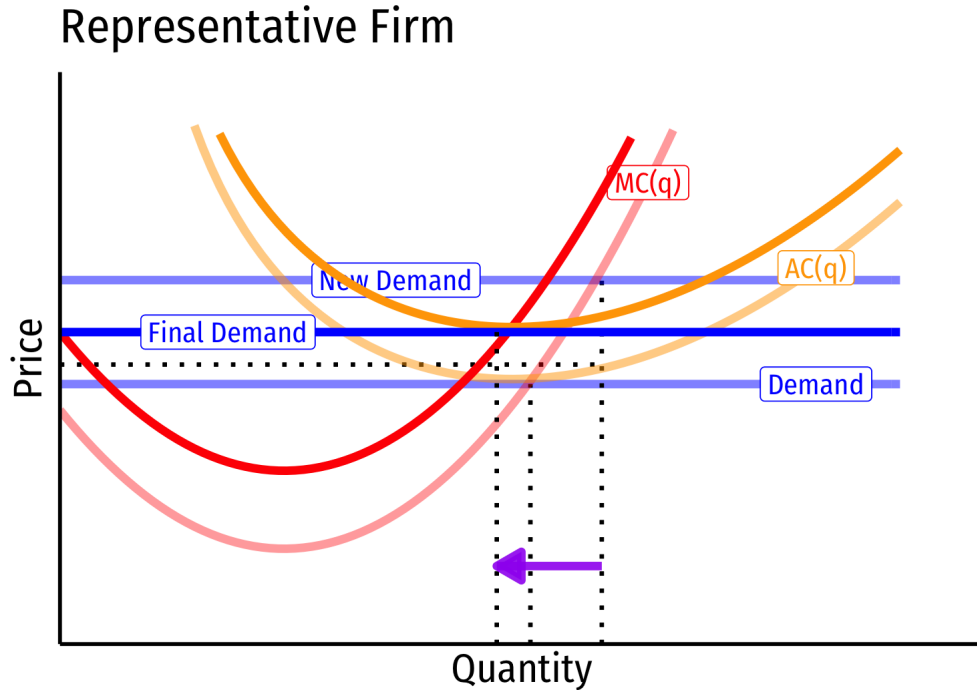 Representative Firm
MC(q)
AC(q)
New Demand
Final Demand
Demand
Price
Quantity